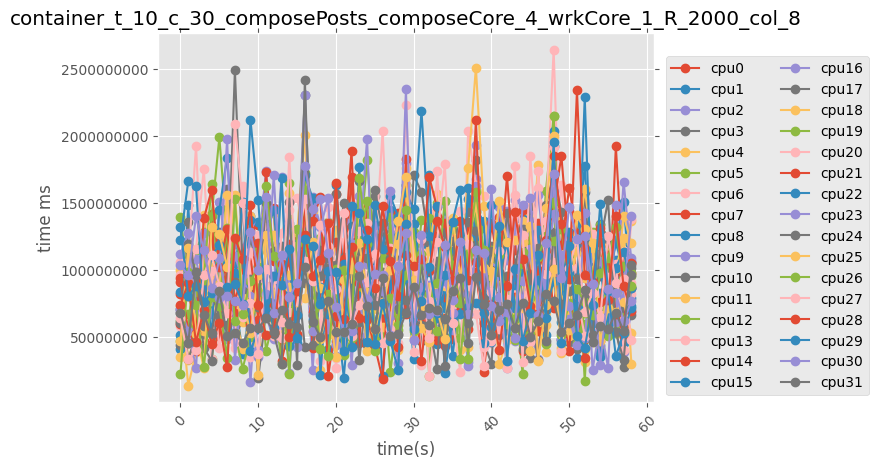 container_t_10_c_30_composePosts_composeCore_4_wrkCore_1_R_2000_col_8
time ms
2500000000
2000000000
1500000000
1000000000
500000000
0
10
20
30
40
50
60
time(s)
cpu0
cpu1
cpu2
cpu3
cpu4
cpu5
cpu6
cpu7
cpu8
cpu9
cpu10
cpu11
cpu12
cpu13
cpu14
cpu15
cpu16
cpu17
cpu18
cpu19
cpu20
cpu21
cpu22
cpu23
cpu24
cpu25
cpu26
cpu27
cpu28
cpu29
cpu30
cpu31